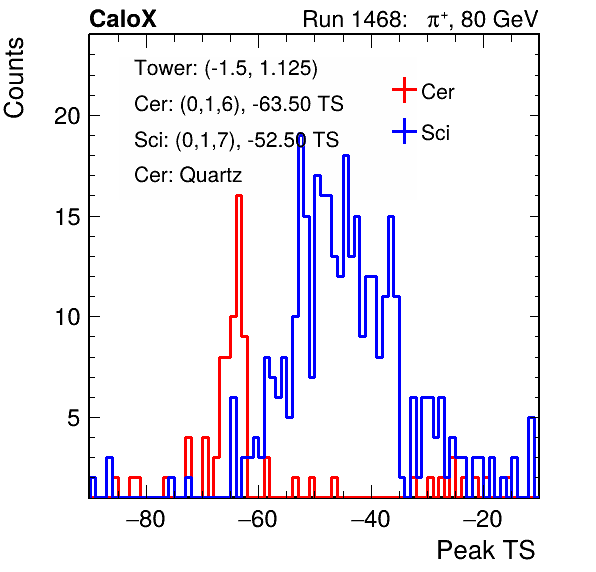 CaloX Run 1468: π+, 80 GeV
Counts
Tower: (-1.5, 1.125)
Cer: (0,1,6), -63.50 TS
Sci: (0,1,7), -52.50 TS
Cer: Quartz
Cer
Sci
20
15
10
5
−80 −60 −40 −20
Peak TS